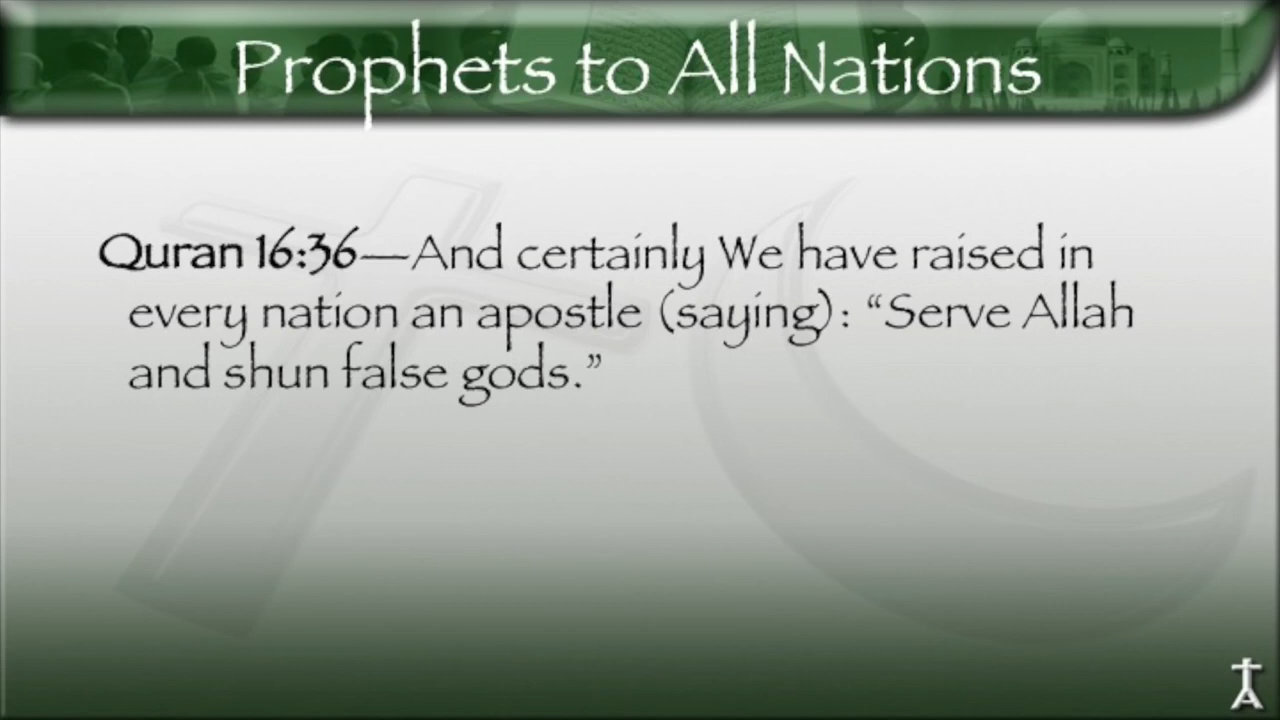 Prophets to All Nations
Quran 16:36—And certainly We have raised in
every nation an apostle (saying): “Serve Allah
and shun false gods.”